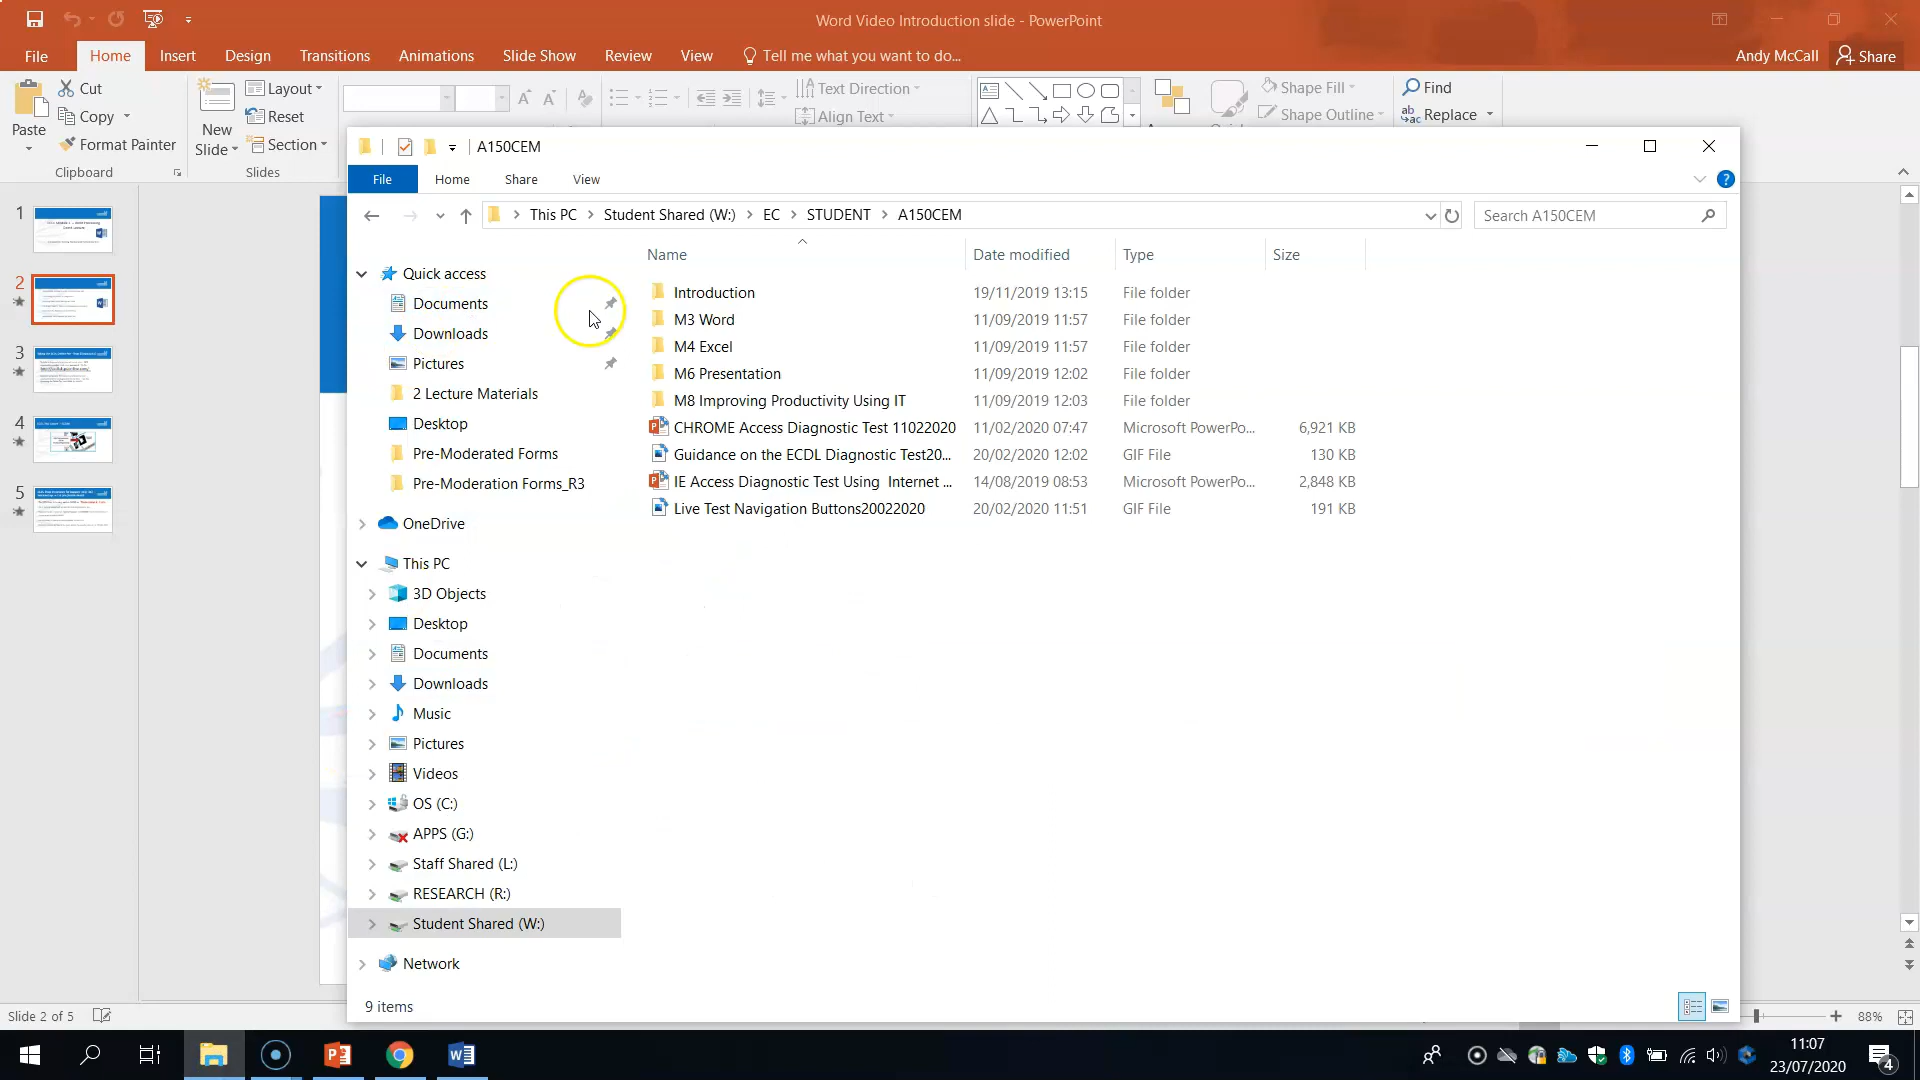 Word Video Introduction slide - PowerPoint
File Home Insert Design Transitions Animations Slide Show Review View Tell me what you want to do... Andy McCall Share
Cut Layout Text Direction Shape Fill Find
Paste Copy New Slide Reset Align Text Shape Outline Replace
Format Painter Section
Clipboard Slides
A150CEM
File Home Share View
This PC Student Shared (W:) EC STUDENT A150CEM Search A150CEM
Name Date modified Type Size
Quick access
Documents
Downloads
Pictures
2 Lecture Materials
Desktop
Pre-Moderated Forms
Pre-Moderation Forms_R3
OneDrive
This PC
3D Objects
Desktop
Documents
Downloads
Music
Pictures
Videos
OS (C:)
APPS (G:)
Staff Shared (L:)
RESEARCH (R:)
Student Shared (W:)
Network
Introduction 19/11/2019 13:15 File folder
M3 Word 11/09/2019 11:57 File folder
M4 Excel 11/09/2019 11:57 File folder
M6 Presentation 11/09/2019 12:02 File folder
M8 Improving Productivity Using IT 11/09/2019 12:03 File folder
CHROME Access Diagnostic Test 11022020 11/02/2020 07:47 Microsoft PowerPo... 6,921 KB
Guidance on the ECDL Diagnostic Test20... 20/02/2020 12:02 GIF File 130 KB
IE Access Diagnostic Test Using Internet ... 14/08/2019 08:53 Microsoft PowerPo... 2,848 KB
Live Test Navigation Buttons20022020 20/02/2020 11:51 GIF File 191 KB
9 items
1
2
3
4
5
Slide 2 of 5 88%
11:07
23/07/2020
4